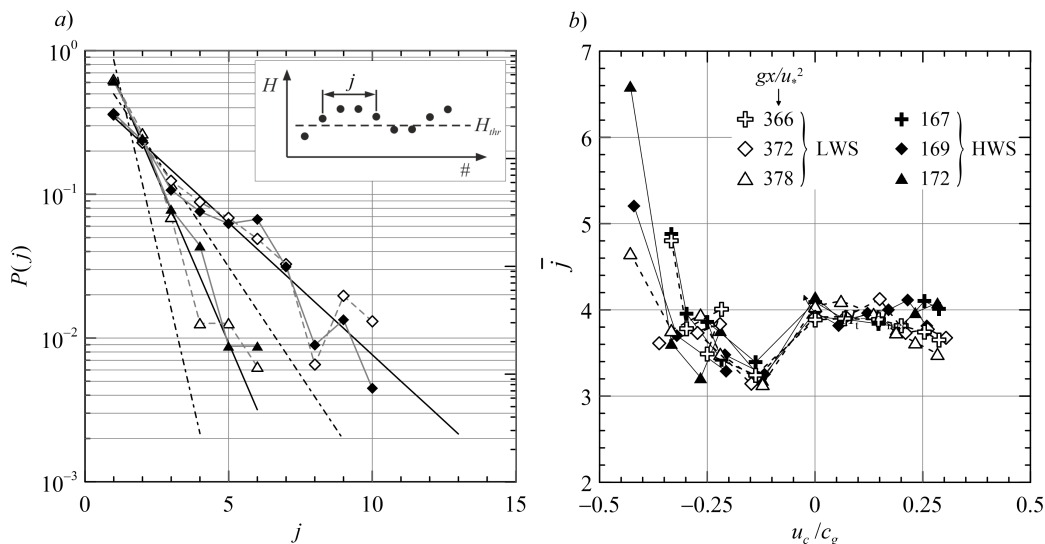 a)
10⁰
10⁻¹
10⁻²
10⁻³
P(j)
0 5 10 15
j
H
j
H_thr
#
b)
7
6
5
4
3
2
j̅
−0.5 −0.25 0 0.25 0.5
u_c/c_g
gx/u_*²
366 167
372 LWS 169 HWS
378 172